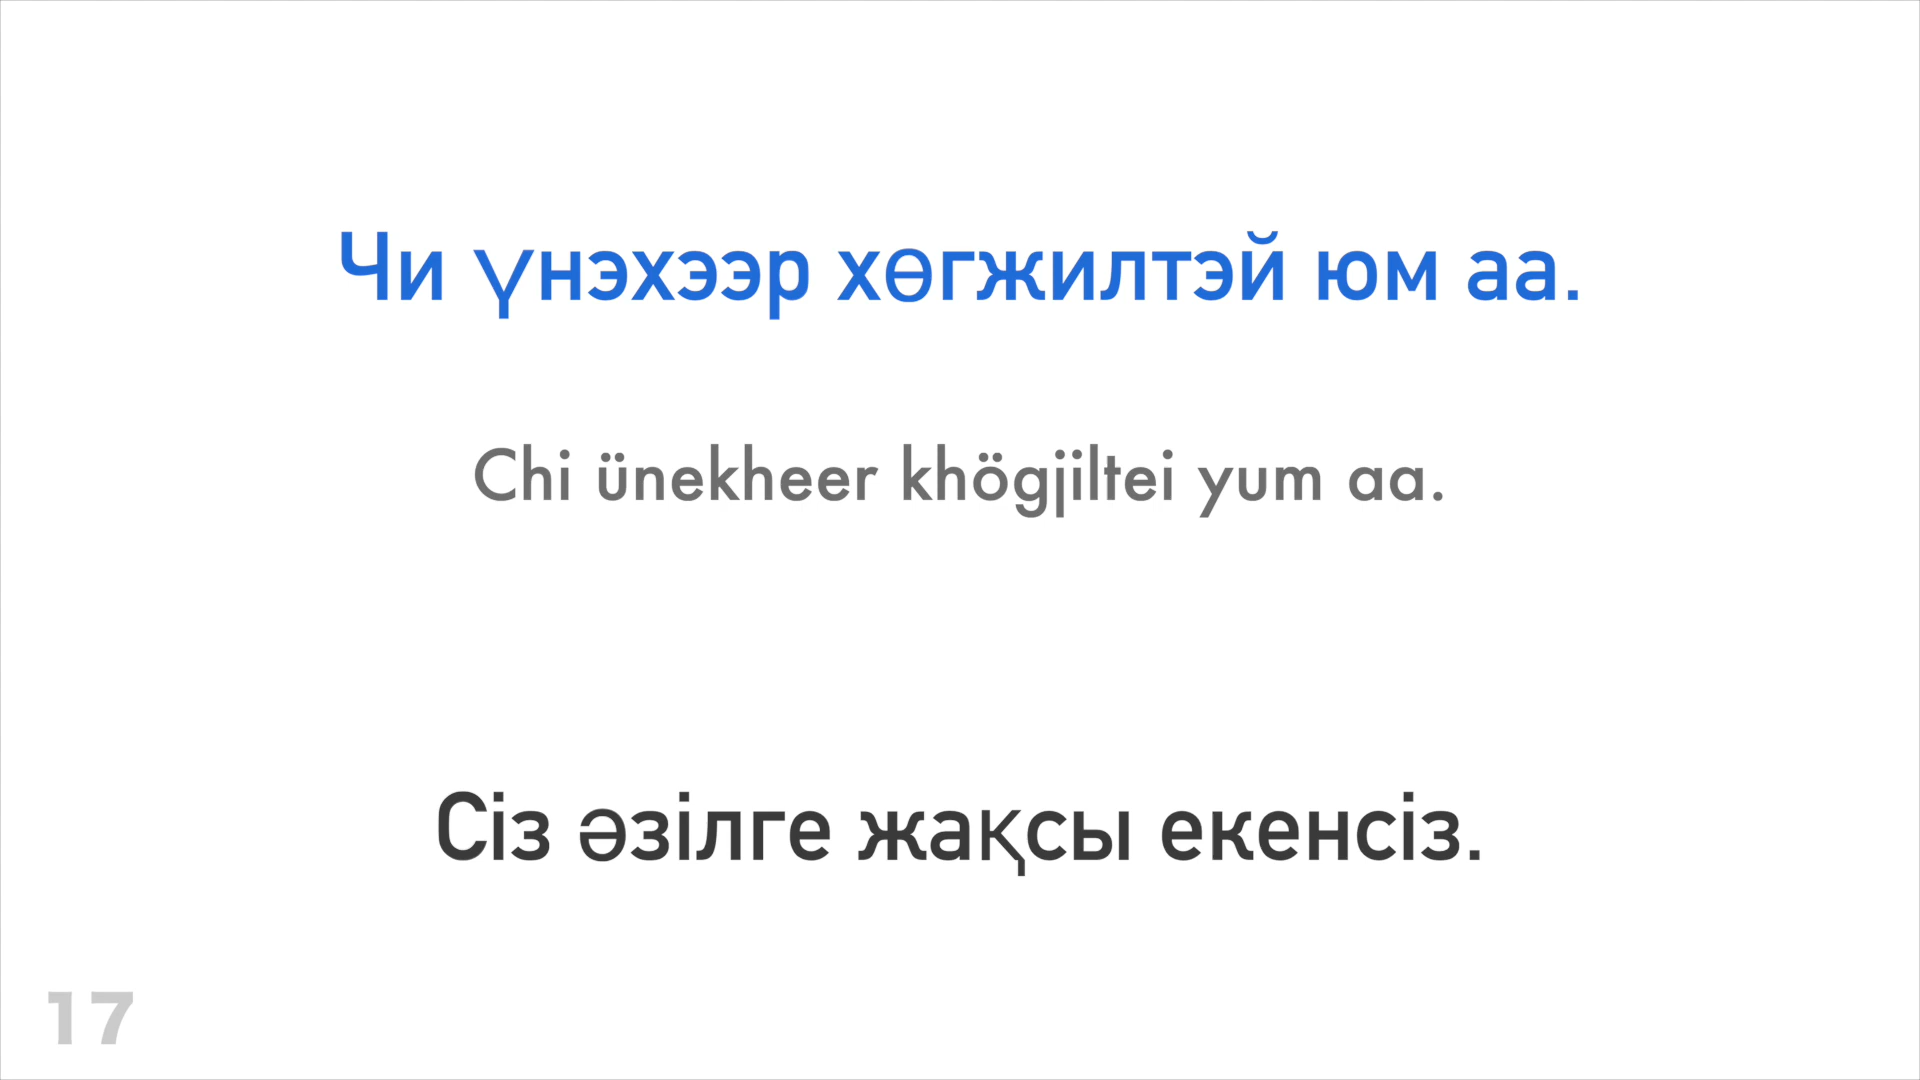 Чи үнэхээр хөгжилтэй юм аа.
Chi ünekheer khögjiltei yum aa.
Сіз әзілге жақсы екенсіз.
17